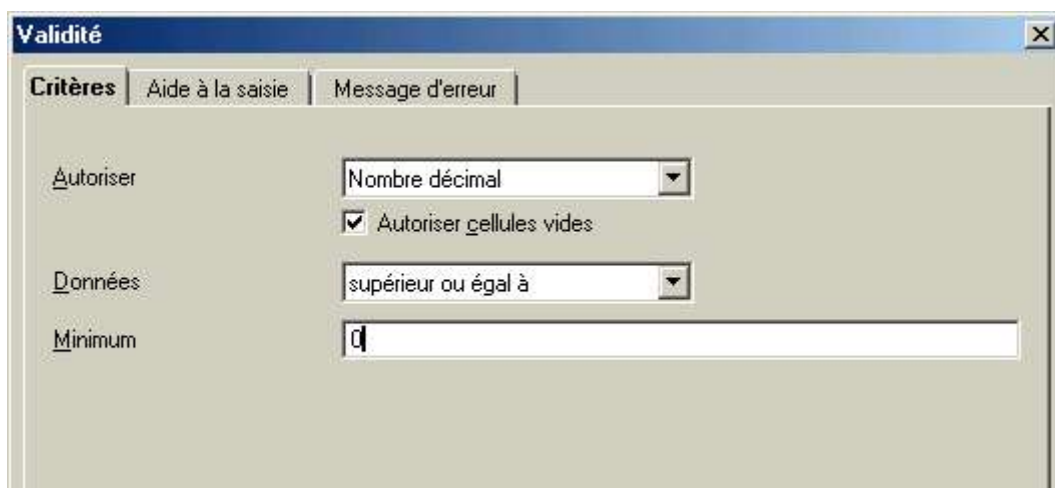 Validité
Critères Aide à la saisie Message d'erreur
Autoriser Nombre décimal
Autoriser cellules vides
Données supérieur ou égal à
Minimum 0